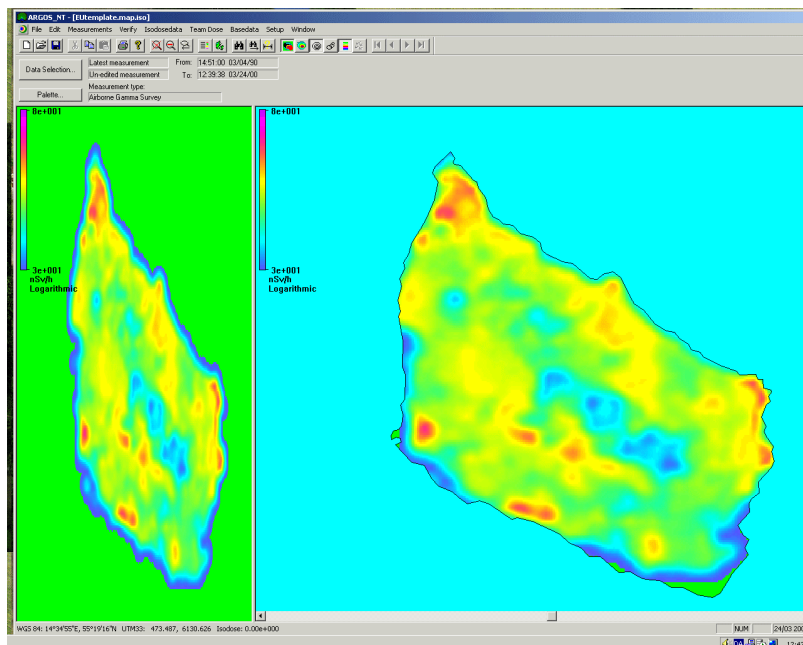 ARGOS_NT - [EUtemplate.map.iso]
File Edit Measurements Verify Isodosedata Team Dose Basedata Setup Window
Data Selection...
Latest measurement
From: 14:51:00 03/04/90
Un-edited measurement
To: 12:39:38 03/24/00
Palette...
Measurement type:
Airborne Gamma Survey
8e+001
3e+001
nSv/h
Logarithmic
8e+001
3e+001
nSv/h
Logarithmic
WGS 84: 14°34'55"E, 55°19'16"N UTM33: 473.487, 6130.626 Isodose: 0.00e+000
NUM
24/03 200